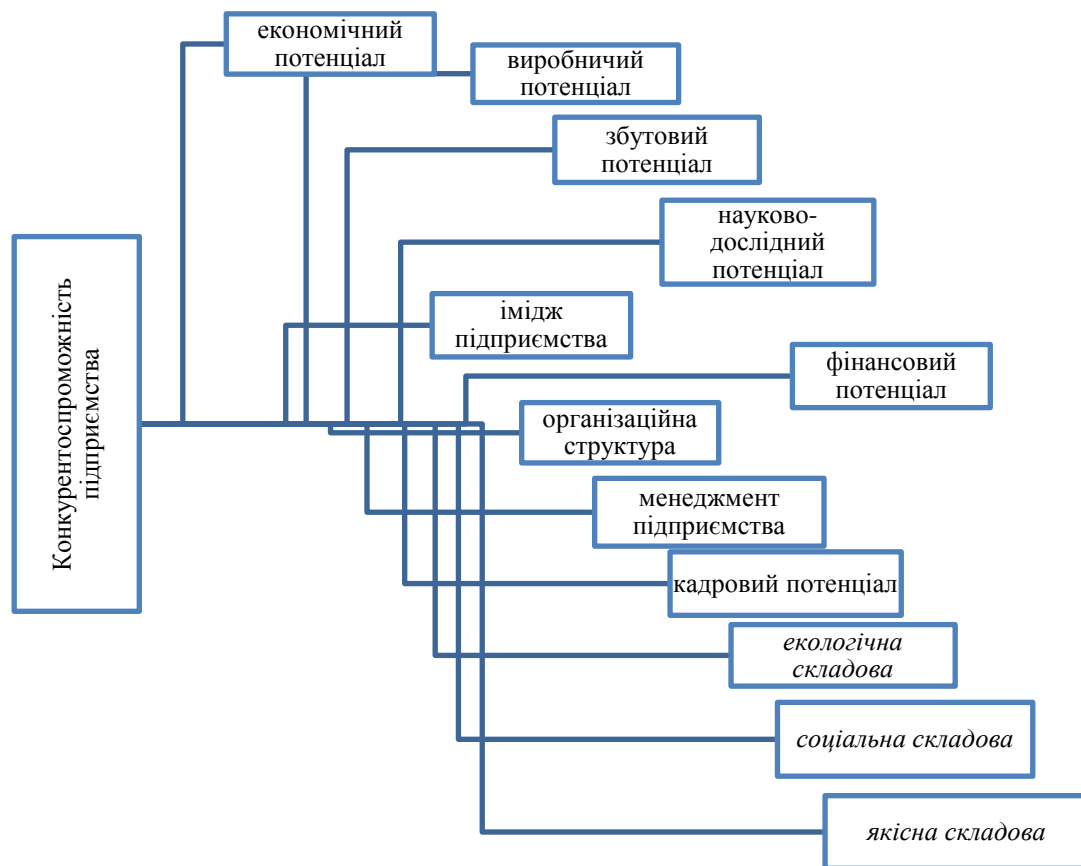 економічний
потенціал
виробничий
потенціал
збутовий
потенціал
науково-
дослідний
потенціал
Конкурентоспроможність
підприємства
імідж
підприємства
фінансовий
потенціал
організаційна
структура
менеджмент
підприємства
кадровий потенціал
екологічна
складова
соціальна складова
якісна складова